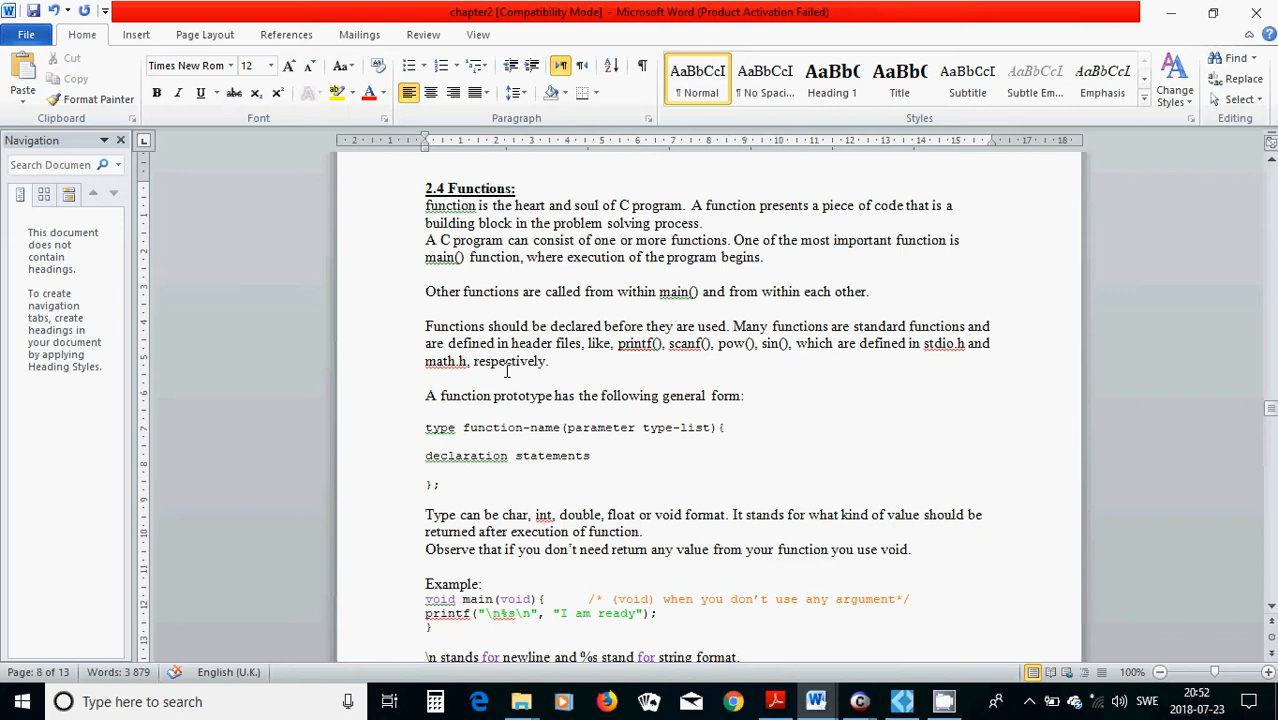 chapter2 [Compatibility Mode] - Microsoft Word (Product Activation Failed)
File Home Insert Page Layout References Mailings Review View
Paste
Cut
Copy
Format Painter
Times New Rom 12
AaBbCcI AaBbCcI AaBbC AaBbC AaBbCcI AaBbCcI AaBbCcI
¶ Normal ¶ No Spaci... Heading 1 Title Subtitle Subtle Em... Emphasis
Change Styles
Find
Replace
Select
Clipboard Font Paragraph Styles Editing
Navigation
Search Documen
This document does not contain headings.
To create navigation tabs, create headings in your document by applying Heading Styles.
2.4 Functions:
function is the heart and soul of C program. A function presents a piece of code that is a
building block in the problem solving process.
A C program can consist of one or more functions. One of the most important function is
main() function, where execution of the program begins.
Other functions are called from within main() and from within each other.
Functions should be declared before they are used. Many functions are standard functions and
are defined in header files, like, printf(), scanf(), pow(), sin(), which are defined in stdio.h and
math.h, respectively.
A function prototype has the following general form:
type function-name(parameter type-list){
declaration statements
};
Type can be char, int, double, float or void format. It stands for what kind of value should be
returned after execution of function.
Observe that if you don't need return any value from your function you use void.
Example:
void main(void){ /* (void) when you don't use any argument*/
printf("\n%s\n", "I am ready");
}
\n stands for newline and %s stand for string format.
Page: 8 of 13 Words: 3 879 English (U.K.) 100%
Type here to search
SWE
20:52
2018-07-23